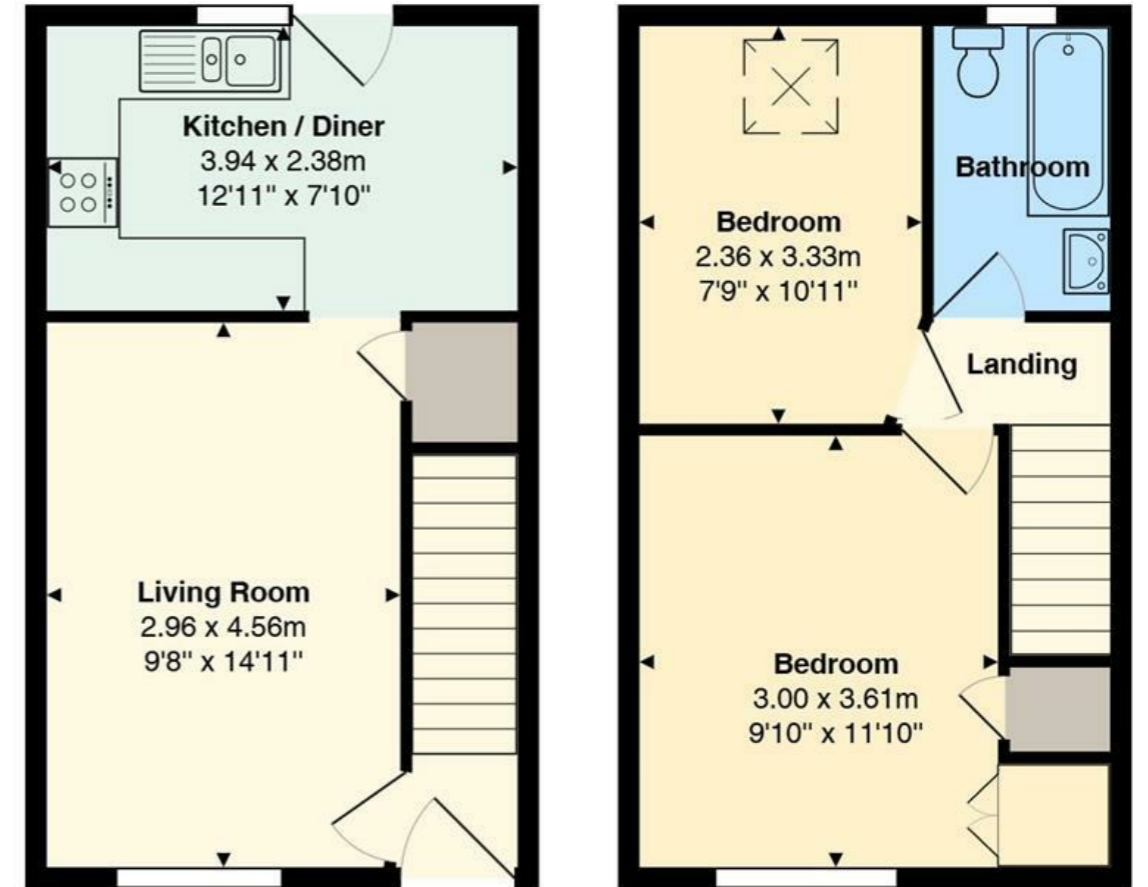 Kitchen / Diner
3.94 x 2.38m
12'11" x 7'10"
Living Room
2.96 x 4.56m
9'8" x 14'11"
Bedroom
2.36 x 3.33m
7'9" x 10'11"
Bathroom
Landing
Bedroom
3.00 x 3.61m
9'10" x 11'10"